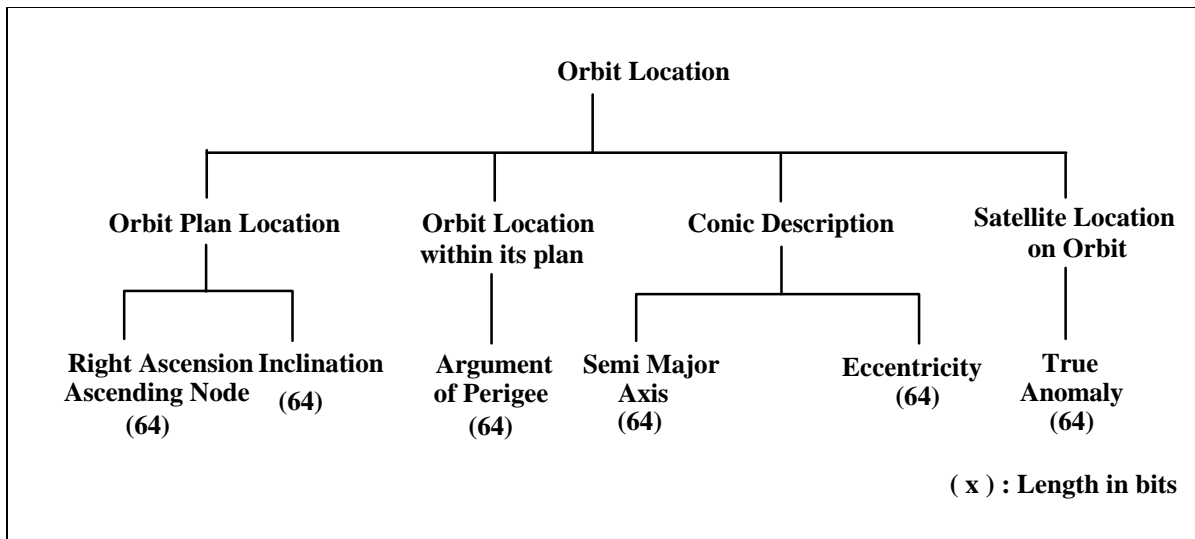 Orbit Location
Orbit Plan Location
Orbit Location
within its plan
Conic Description
Satellite Location
on Orbit
Right Ascension
Ascending Node
(64)
Inclination
(64)
Argument
of Perigee
(64)
Semi Major
Axis
(64)
Eccentricity
(64)
True
Anomaly
(64)
( x ) : Length in bits